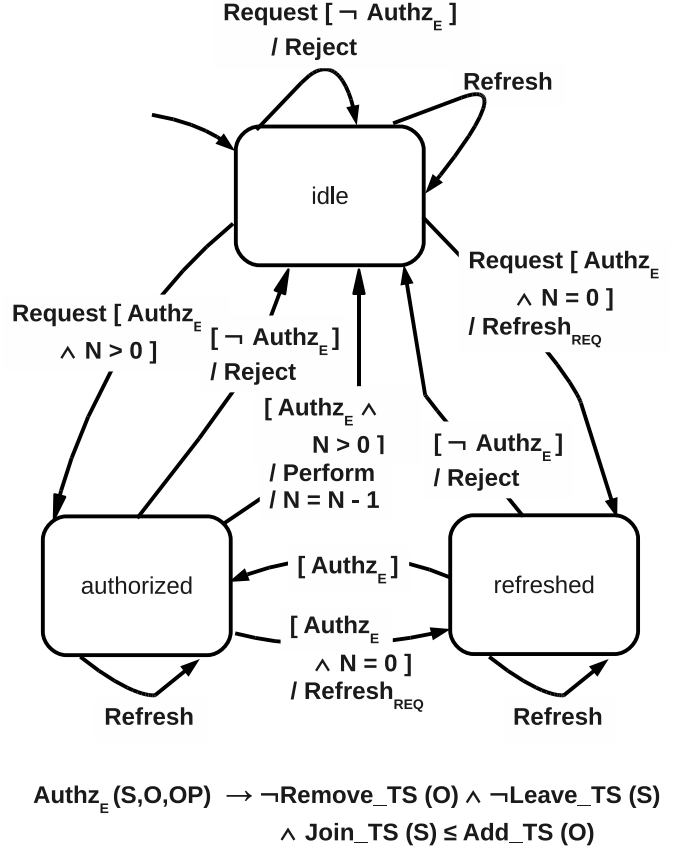 Request [ ¬ Authz_E ]
/ Reject
Refresh
idle
Request [ Authz_E
∧ N = 0 ]
/ Refresh_REQ
Request [ Authz_E
∧ N > 0 ]
[ ¬ Authz_E ]
/ Reject
[ Authz_E ∧
N > 0 ]
/ Perform
/ N = N - 1
[ ¬ Authz_E ]
/ Reject
authorized
[ Authz_E ]
refreshed
[ Authz_E
∧ N = 0 ]
/ Refresh_REQ
Refresh
Refresh
Authz_E (S,O,OP) → ¬Remove_TS (O) ∧ ¬Leave_TS (S)
∧ Join_TS (S) ≤ Add_TS (O)